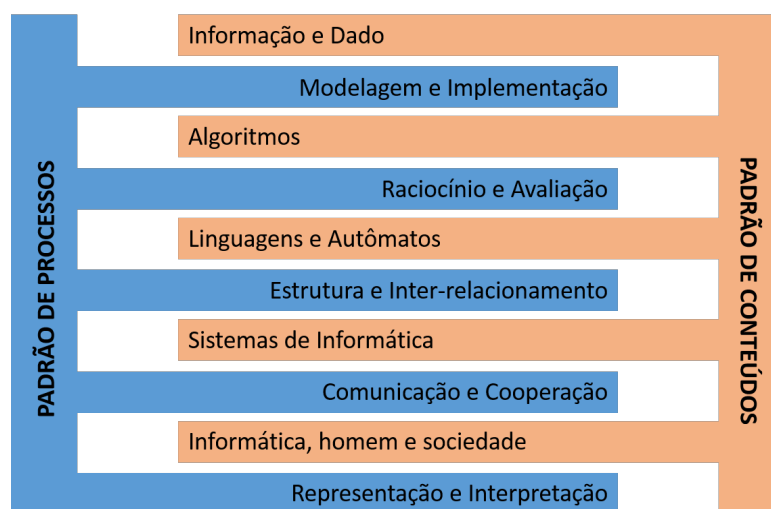 PADRÃO DE PROCESSOS
Informação e Dado
Modelagem e Implementação
Algoritmos
Raciocínio e Avaliação
Linguagens e Autômatos
Estrutura e Inter-relacionamento
Sistemas de Informática
Comunicação e Cooperação
Informática, homem e sociedade
Representação e Interpretação
PADRÃO DE CONTEÚDOS